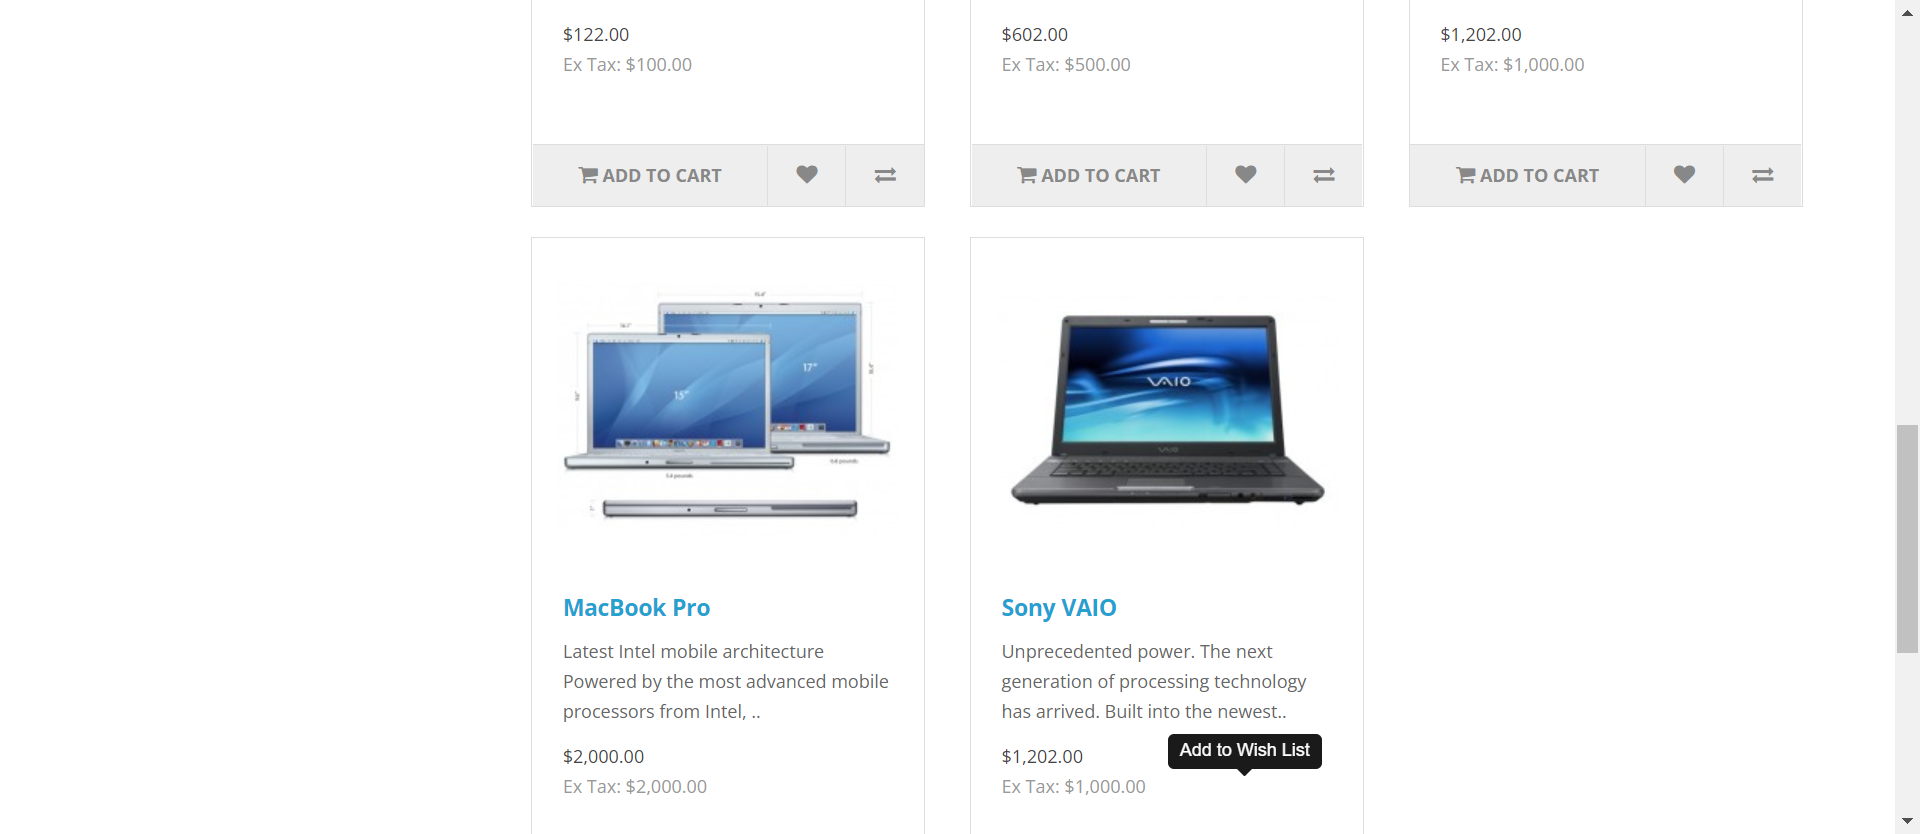 $122.00
Ex Tax: $100.00
ADD TO CART
$602.00
Ex Tax: $500.00
ADD TO CART
$1,202.00
Ex Tax: $1,000.00
ADD TO CART
15"
17"
MacBook Pro
Latest Intel mobile architecture
Powered by the most advanced mobile
processors from Intel, ..
$2,000.00
Ex Tax: $2,000.00
VAIO
VAIO
Sony VAIO
Unprecedented power. The next
generation of processing technology
has arrived. Built into the newest..
$1,202.00
Ex Tax: $1,000.00
Add to Wish List